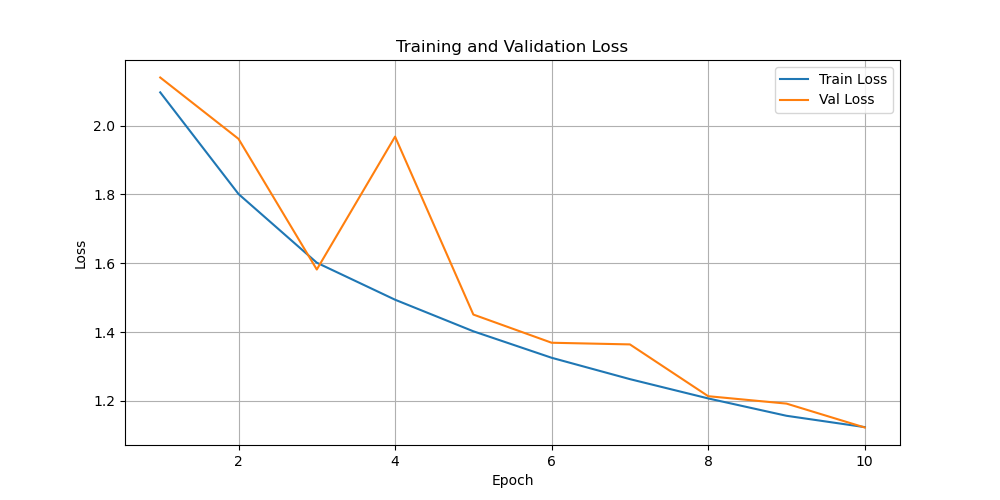 Training and Validation Loss
Train Loss
Val Loss
Loss
2.0
1.8
1.6
1.4
1.2
2 4 6 8 10
Epoch